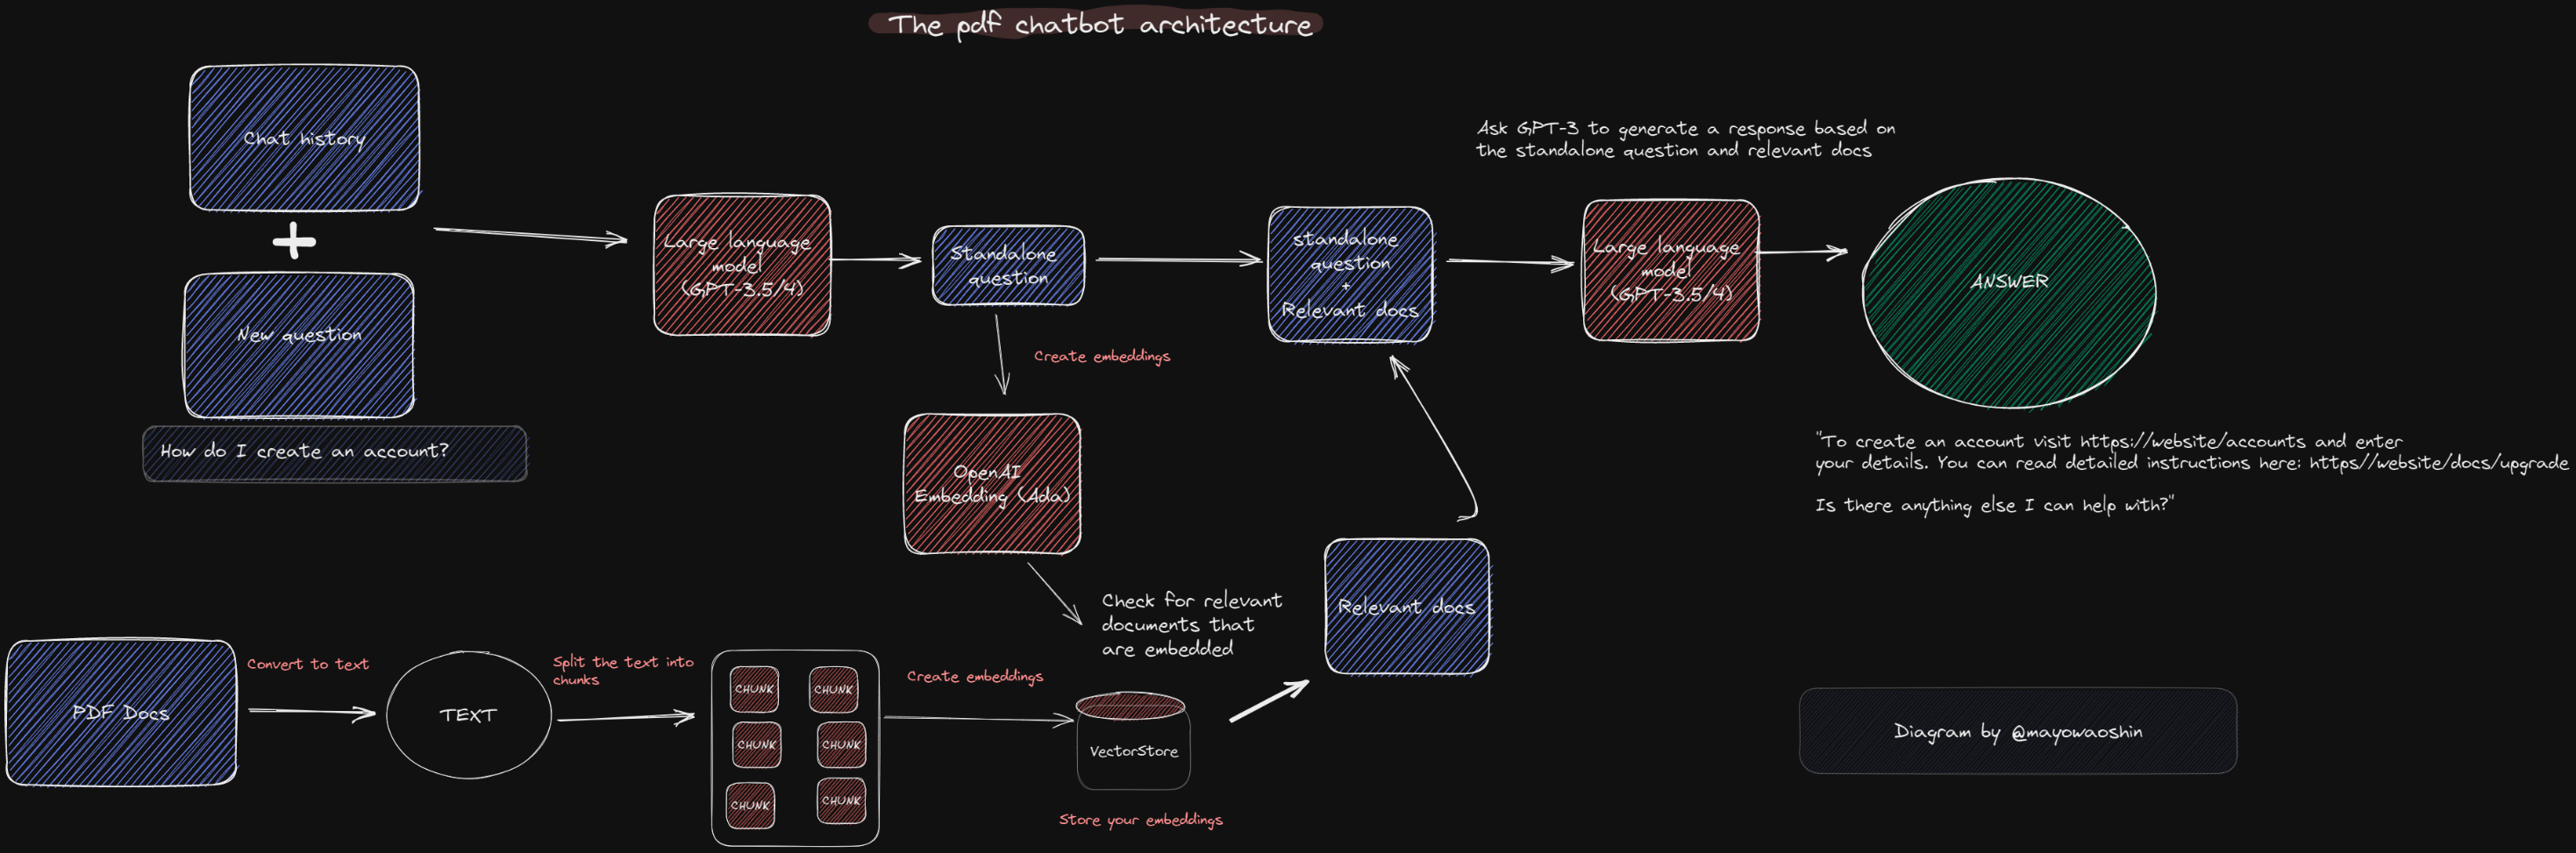 The pdf chatbot architecture
Chat history
+
New question
How do I create an account?
Large language
model
(GPT-3.5/4)
Standalone
question
Create embeddings
OpenAI
Embedding (Ada)
standalone
question
+
Relevant docs
Ask GPT-3 to generate a response based on
the standalone question and relevant docs
Large language
model
(GPT-3.5/4)
ANSWER
"To create an account visit https://website/accounts and enter
your details. You can read detailed instructions here: https//website/docs/upgrade
Is there anything else I can help with?"
PDF Docs
Convert to text
TEXT
Split the text into
chunks
CHUNK
CHUNK
CHUNK
CHUNK
CHUNK
CHUNK
Create embeddings
Check for relevant
documents that
are embedded
VectorStore
Store your embeddings
Relevant docs
Diagram by @mayowaoshin